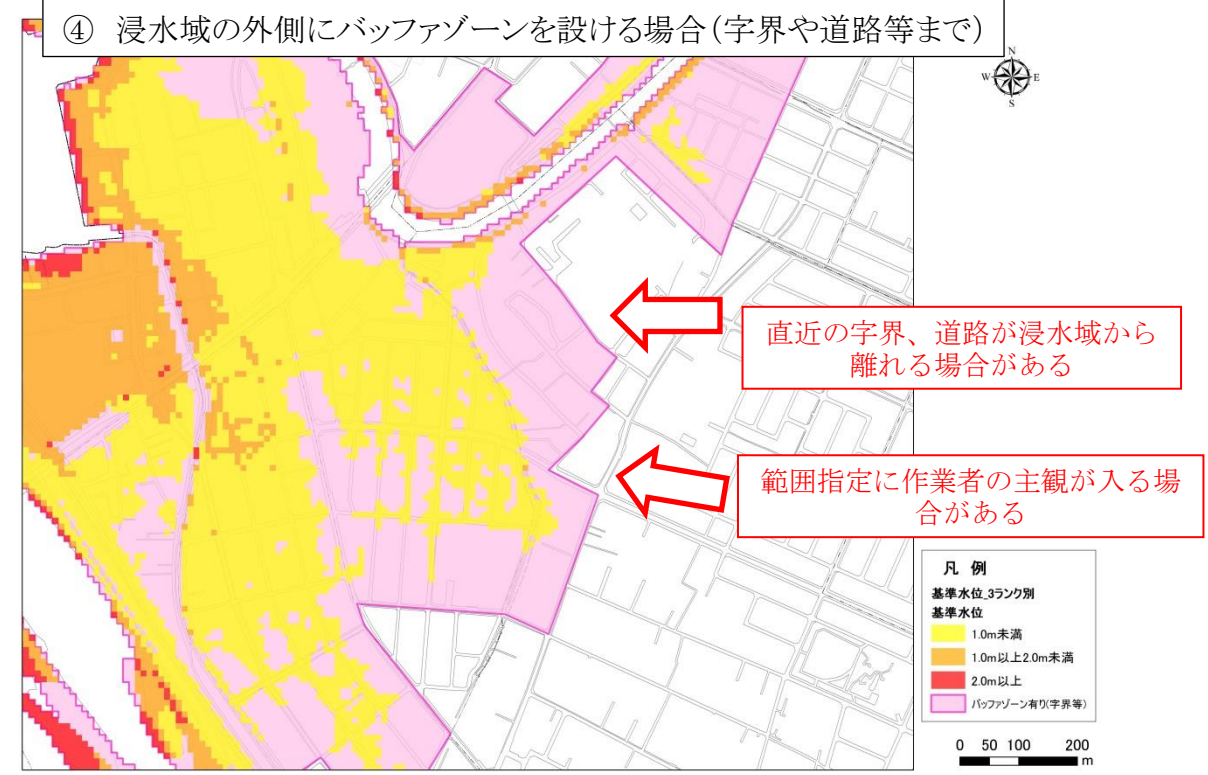 ④ 浸水域の外側にバッファゾーンを設ける場合(字界や道路等まで)
N
W
E
S
直近の字界、道路が浸水域から
離れる場合がある
範囲指定に作業者の主観が入る場
合がある
凡 例
基準水位_3ランク別
基準水位
1.0m未満
1.0m以上2.0m未満
2.0m以上
バッファゾーン有り(字界等)
0 50 100 200
m